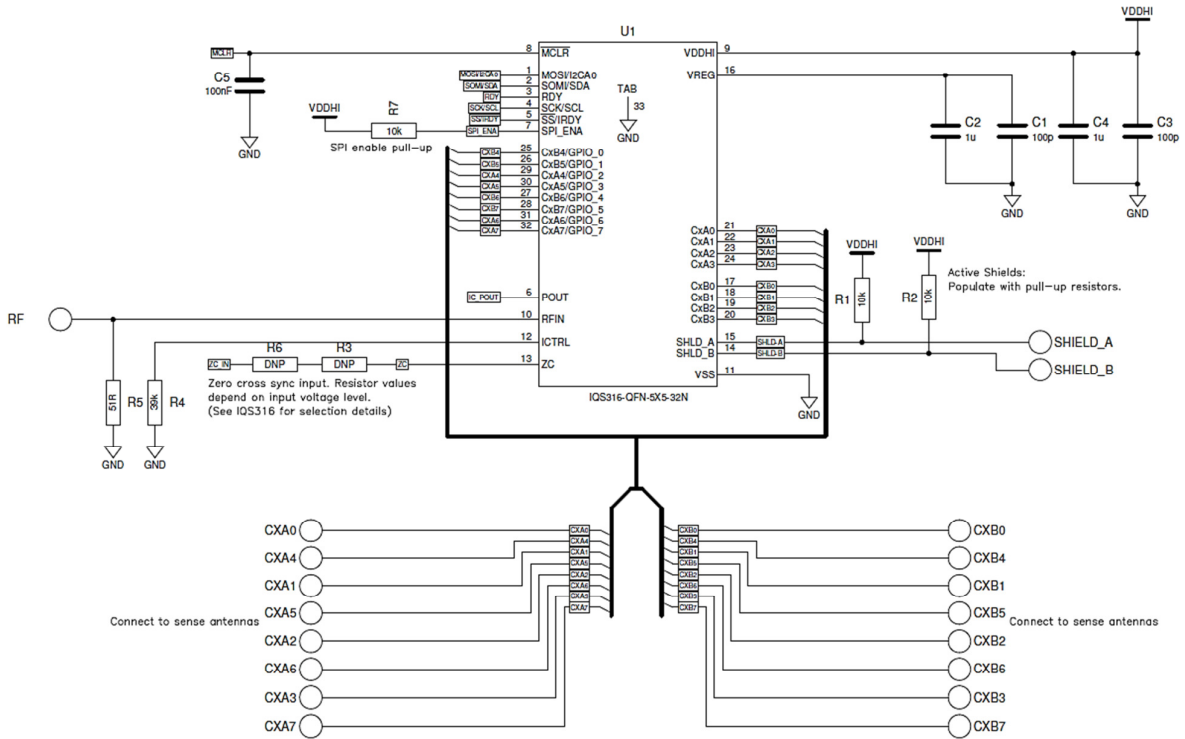 VDDHI
U1
MCLR
8
MCLR
VDDHI
9
C5
100nF
VREG
16
MOSI/I2CA0
1
MOSI/I2CA0
SOMI/SDA
2
SOMI/SDA
RDY
3
RDY
SCK/SCL
4
SCK/SCL
SS/IRDY
5
SS/IRDY
SPI_ENA
7
SPI_ENA
TAB
33
GND
VDDHI
R7
10k
SPI enable pull-up
GND
C2
1u
C1
100p
C4
1u
C3
100p
GND
GND
CXB4
25
CxB4/GPIO_0
CXB5
26
CxB5/GPIO_1
CXA4
29
CxA4/GPIO_2
CXA5
30
CxA5/GPIO_3
CXB6
27
CxB6/GPIO_4
CXB7
28
CxB7/GPIO_5
CXA6
31
CxA6/GPIO_6
CXA7
32
CxA7/GPIO_7
CxA0
21
CXA0
CxA1
22
CXA1
CxA2
23
CXA2
CxA3
24
CXA3
CxB0
17
CXB0
CxB1
18
CXB1
CxB2
19
CXB2
CxB3
20
CXB3
VDDHI
VDDHI
R1
10k
R2
10k
Active Shields:
Populate with pull-up resistors.
IC_POUT
6
POUT
RF
10
RFIN
12
ICTRL
13
ZC
SHLD_A
15
SHLD-A
SHIELD_A
SHLD_B
14
SHLD-B
SHIELD_B
VSS
11
GND
ZC_IN
R6
DNP
R3
DNP
ZC
Zero cross sync input. Resistor values
depend on input voltage level.
(See IQS316 for selection details)
51R
R5
39k
R4
GND
GND
IQS316-QFN-5X5-32N
CXA0
CXA4
CXA1
CXA5
CXA2
CXA6
CXA3
CXA7
Connect to sense antennas
CXA0
CXA4
CXA1
CXA5
CXA2
CXA6
CXA3
CXA7
CXB0
CXB4
CXB1
CXB5
CXB2
CXB6
CXB3
CXB7
CXB0
CXB4
CXB1
CXB5
CXB2
CXB6
CXB3
CXB7
Connect to sense antennas